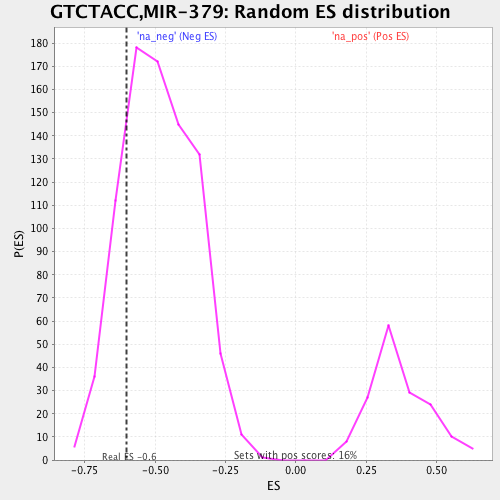 GTCTACC,MIR-379: Random ES distribution
'na_neg' (Neg ES)
'na_pos' (Pos ES)
180
170
160
150
140
130
120
110
100
90
80
70
60
50
40
30
20
10
0
P(ES)
Real ES -0.6
Sets with pos scores: 16%
-0.75 -0.50 -0.25 0.00 0.25 0.50
ES